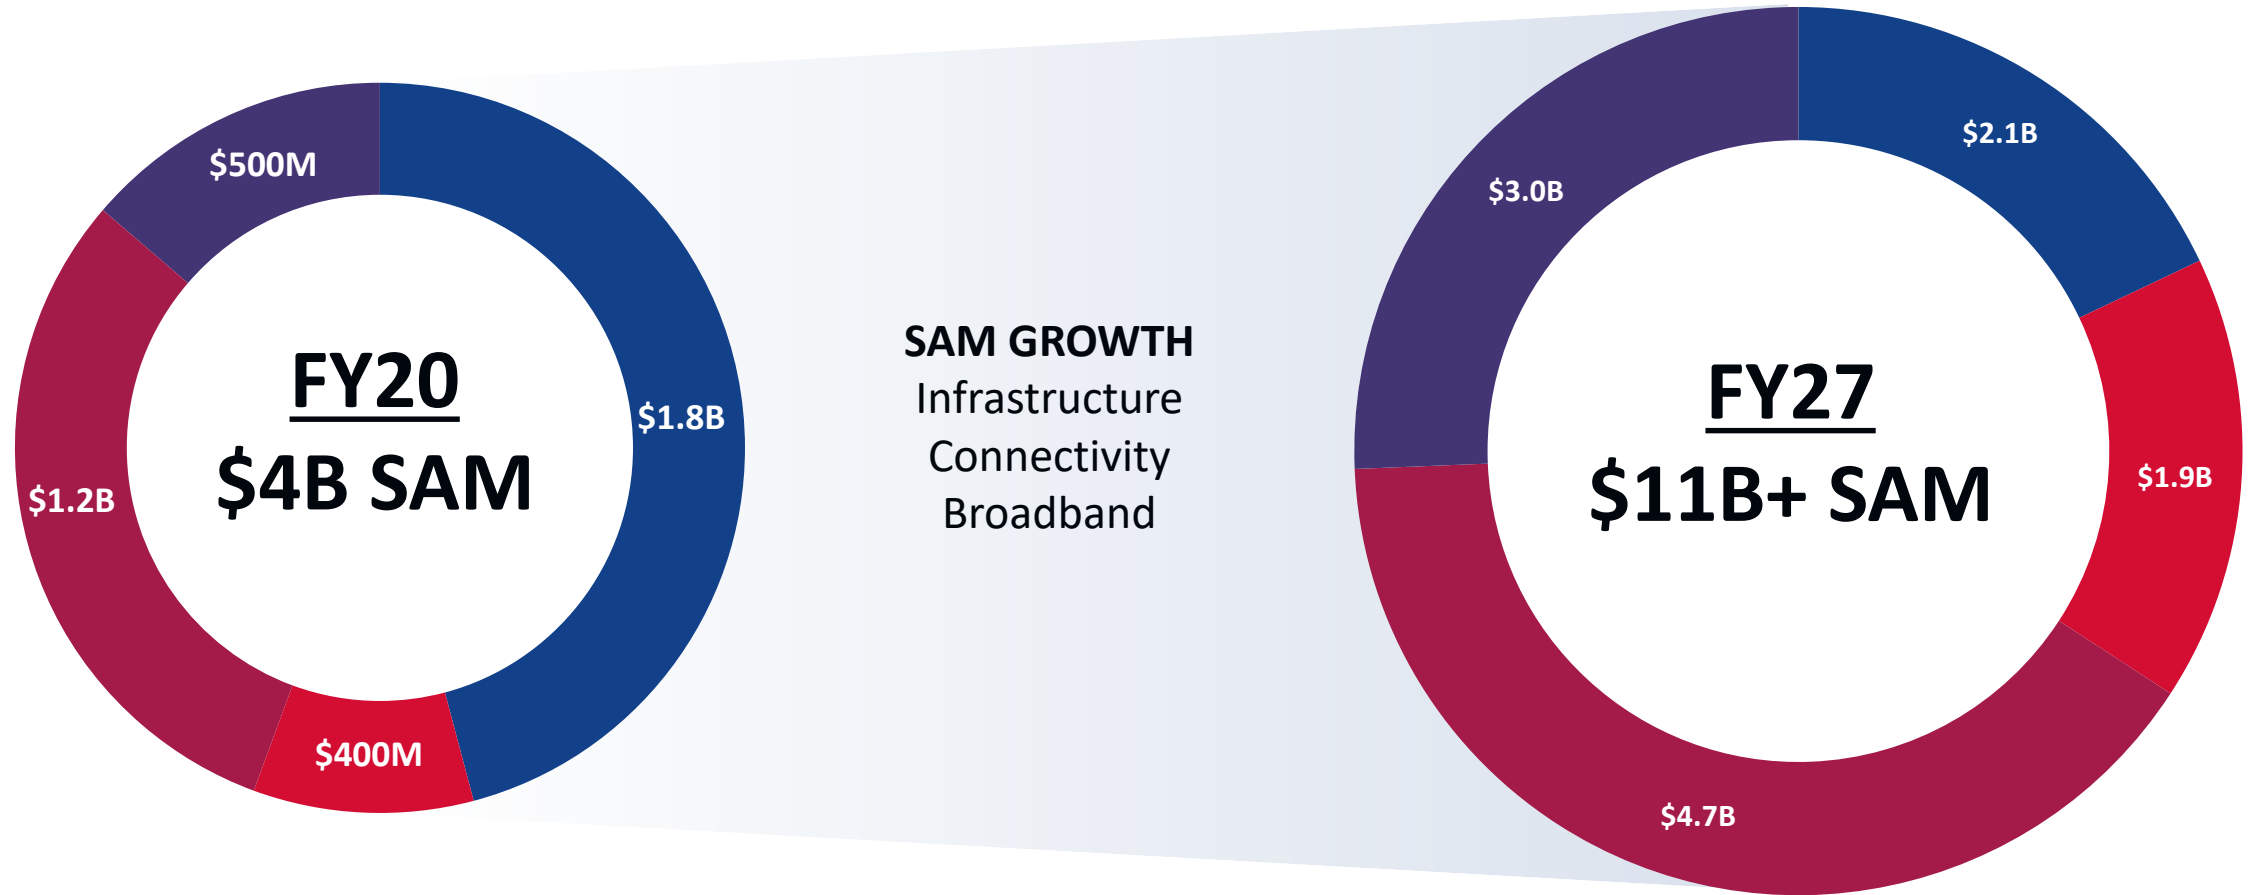 $500M
$1.8B
$1.2B
$400M
FY20
$4B SAM
SAM GROWTH
Infrastructure
Connectivity
Broadband
$2.1B
$3.0B
$1.9B
$4.7B
FY27
$11B+ SAM